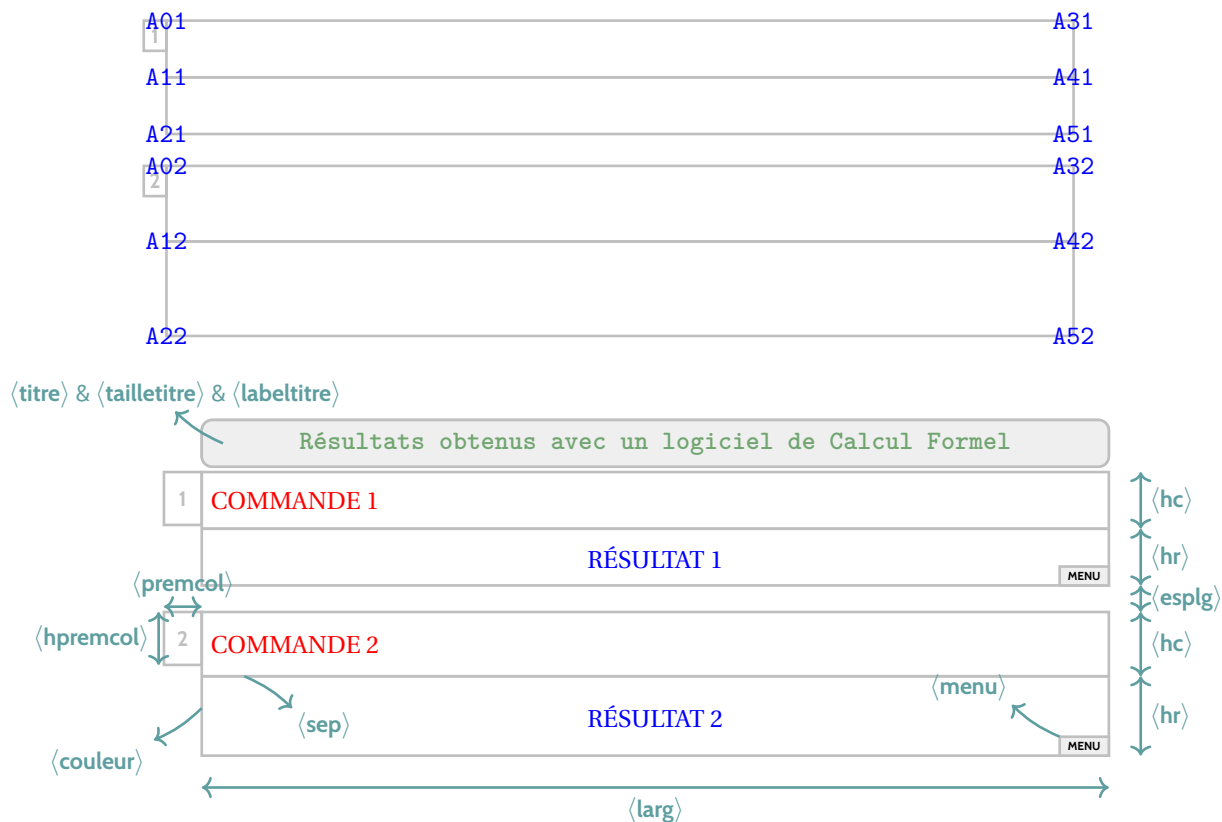 A01 A31
1
A11 A41
A21 A51
A02 A32
2
A12 A42
A22 A52
⟨titre⟩ & ⟨tailletitre⟩ & ⟨labeltitre⟩
Résultats obtenus avec un logiciel de Calcul Formel
1 COMMANDE 1 ⟨hc⟩
RÉSULTAT 1 ⟨hr⟩
MENU
⟨premcol⟩ ⟨esplg⟩
⟨hpremcol⟩ 2 COMMANDE 2 ⟨hc⟩
⟨menu⟩
⟨sep⟩ RÉSULTAT 2 ⟨hr⟩
MENU
⟨couleur⟩
⟨larg⟩